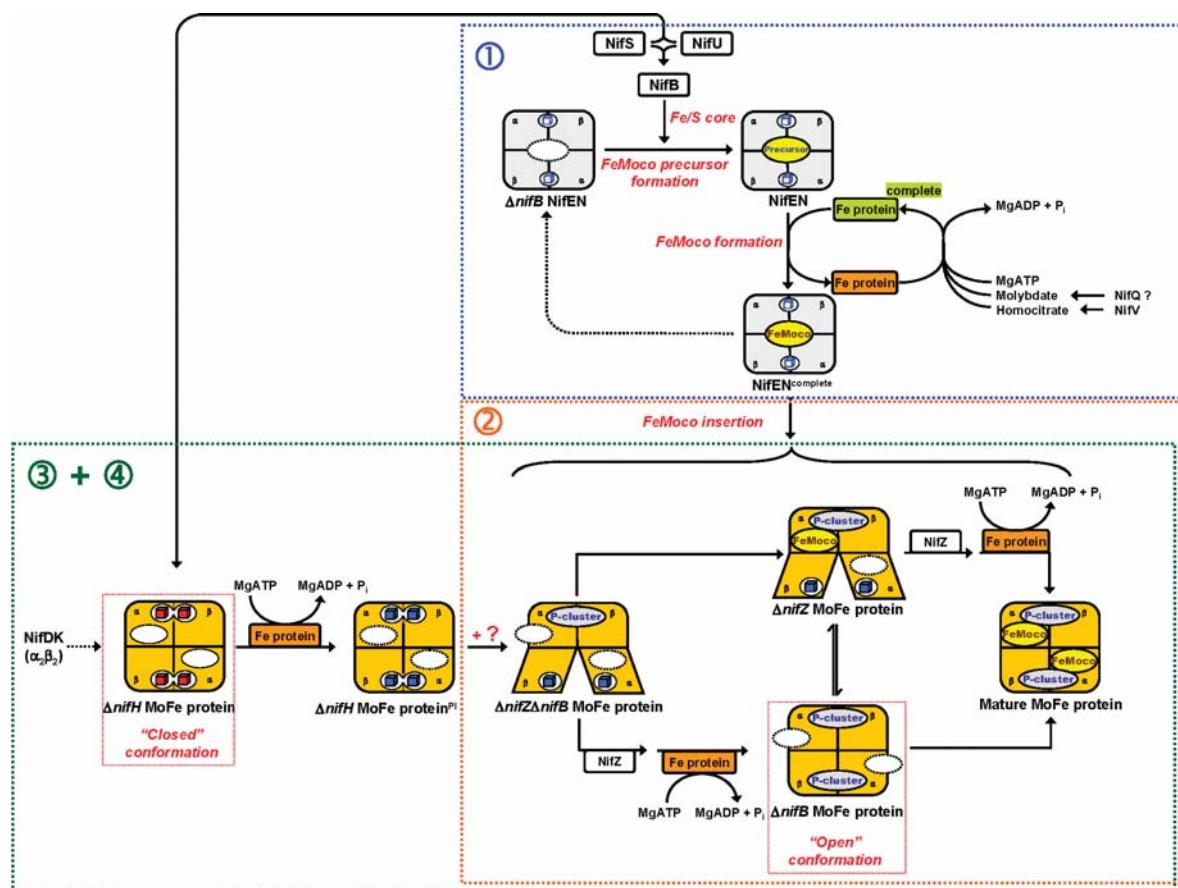 ①
NifS
NifU
NifB
Fe/S core
α β
β α
ΔnifB NifEN
FeMoco precursor
formation
α β
Precursor
β α
NifEN
complete
Fe protein
MgADP + Pi
FeMoco formation
Fe protein
MgATP
Molybdate
NifQ ?
Homocitrate
NifV
α β
FeMoco
β α
NifENcomplete
②
FeMoco insertion
③ + ④
MgATP
MgADP + Pi
α P-cluster β
FeMoco
NifZ
Fe protein
β α
ΔnifZ MoFe protein
NifDK
(α2β2)
α β
β α
ΔnifH MoFe protein
"Closed"
conformation
MgATP
MgADP + Pi
Fe protein
α β
β α
ΔnifH MoFe proteinPI
+ ?
α P-cluster β
β α
ΔnifZΔnifB MoFe protein
NifZ
Fe protein
MgATP
MgADP + Pi
α P-cluster β
β P-cluster α
ΔnifB MoFe protein
"Open"
conformation
α P-cluster β
FeMoco
FeMoco
β P-cluster α
Mature MoFe protein